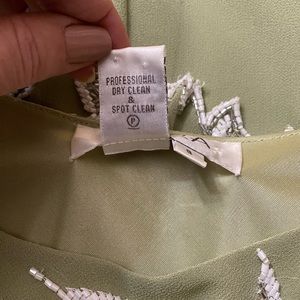 PROFESSIONAL
DRY CLEAN
&
SPOT CLEAN
P